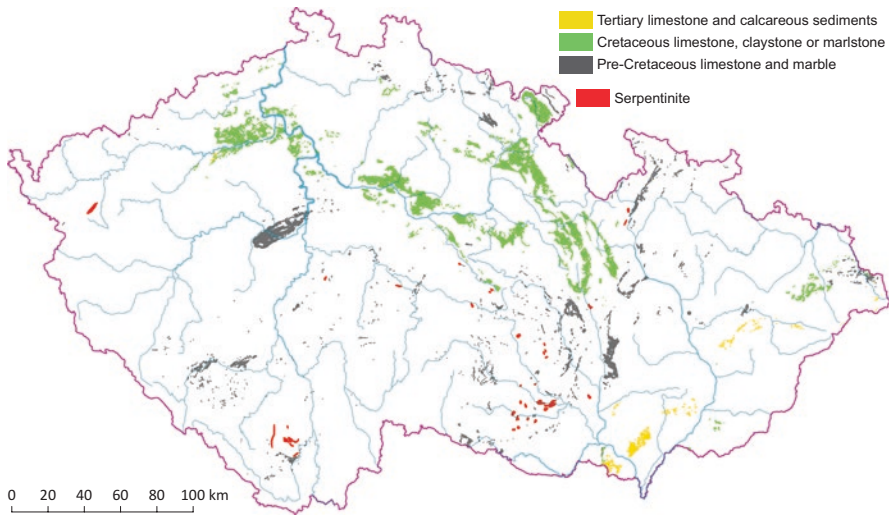 Tertiary limestone and calcareous sediments
Cretaceous limestone, claystone or marlstone
Pre-Cretaceous limestone and marble
Serpentinite
0 20 40 60 80 100 km